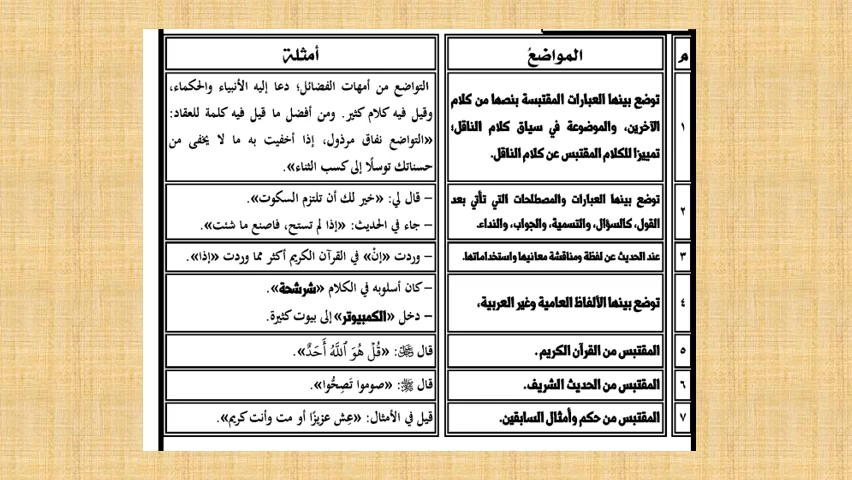 م المواضعُ أمثلة
١
توضع بينها العبارات المقتبسة بنصها من كلام
الآخرين، والموضوعة في سياق كلام الناقل؛
تمييزًا للكلام المقتبس عن كلام الناقل.
التواضع من أمهات الفضائل؛ دعا إليه الأنبياء والحكماء،
وقيل فيه كلام كثير. ومن أفضل ما قيل فيه كلمة للعقاد:
«التواضع نفاق مرذول، إذا أخفيت به ما لا يخفى من
حسناتك توسلًا إلى كسب الثناء».
٢
توضع بينها العبارات والمصطلحات التي تأتي بعد
القول، كالسؤال، والتسمية، والجواب، والنداء.
– قال لي: «خير لك أن تلتزم السكوت».
– جاء في الحديث: «إذا لم تستح، فاصنع ما شئت».
٣
عند الحديث عن لفظة ومناقشة معانيها واستخداماتها.
– وردت «إنْ» في القرآن الكريم أكثر مما وردت «إذا».
٤
توضع بينها الألفاظ العامية وغير العربية،
– كان أسلوبه في الكلام «شرشحة».
– دخل «الكمبيوتر» إلى بيوت كثيرة.
٥
المقتبس من القرآن الكريم.
قال ﷻ: «قُلْ هُوَ ٱللَّهُ أَحَدٌ».
٦
المقتبس من الحديث الشريف.
قال ﷺ: «صوموا تَصِحُّوا».
٧
المقتبس من حكم وأمثال السابقين.
قيل في الأمثال: «عِش عزيزًا أو مت وأنت كريم».